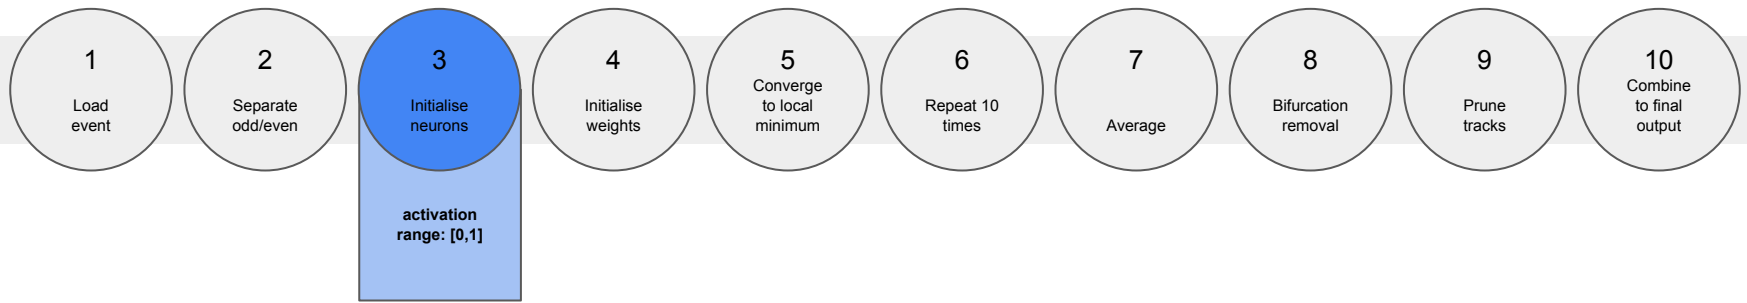 1
Load
event
2
Separate
odd/even
3
Initialise
neurons
activation
range: [0,1]
4
Initialise
weights
5
Converge
to local
minimum
6
Repeat 10
times
7
Average
8
Bifurcation
removal
9
Prune
tracks
10
Combine
to final
output